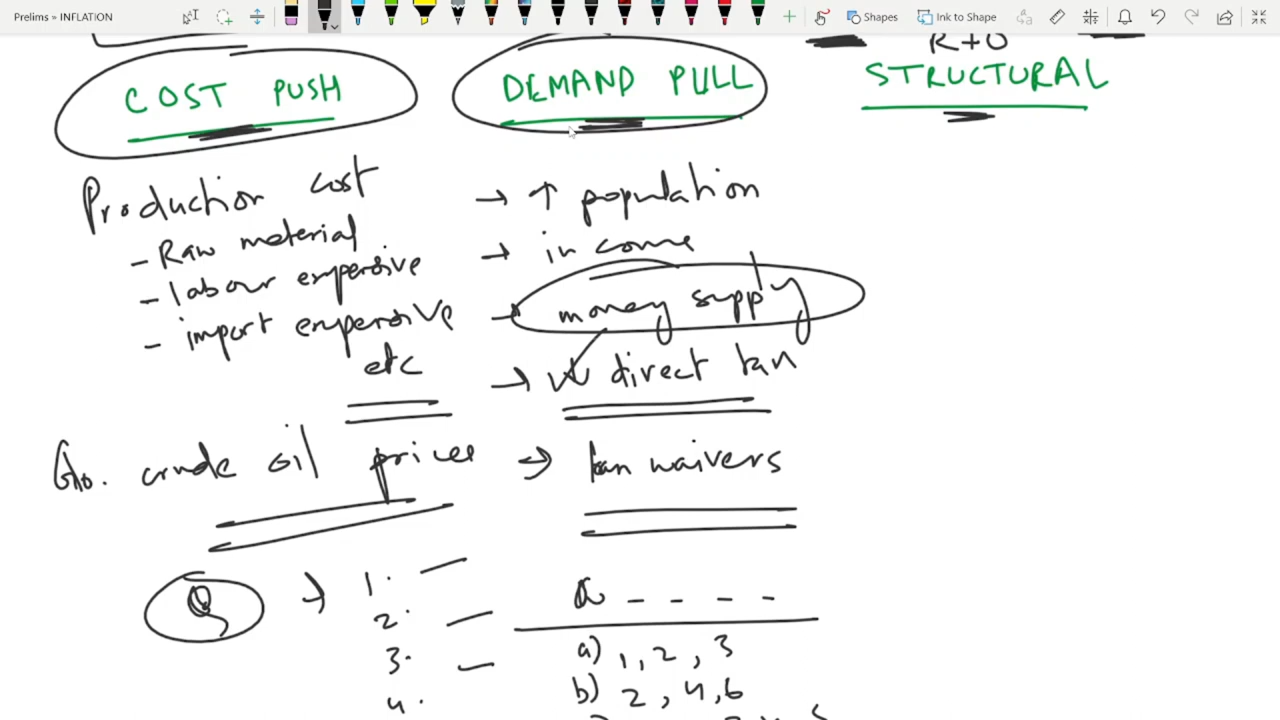 Prelims » INFLATION
Shapes
Ink to Shape
R+O
COST PUSH
DEMAND PULL
STRUCTURAL
Production cost
- Raw material
- labour expensive
- import expensive
etc
crude oil prices
→ ↑ population
→ income
→ money supply
→ direct tax
→ loan waivers
Q → 1. —
2. —
3. —
4.
Q - - - -
a) 1, 2, 3
b) 2, 4, 6